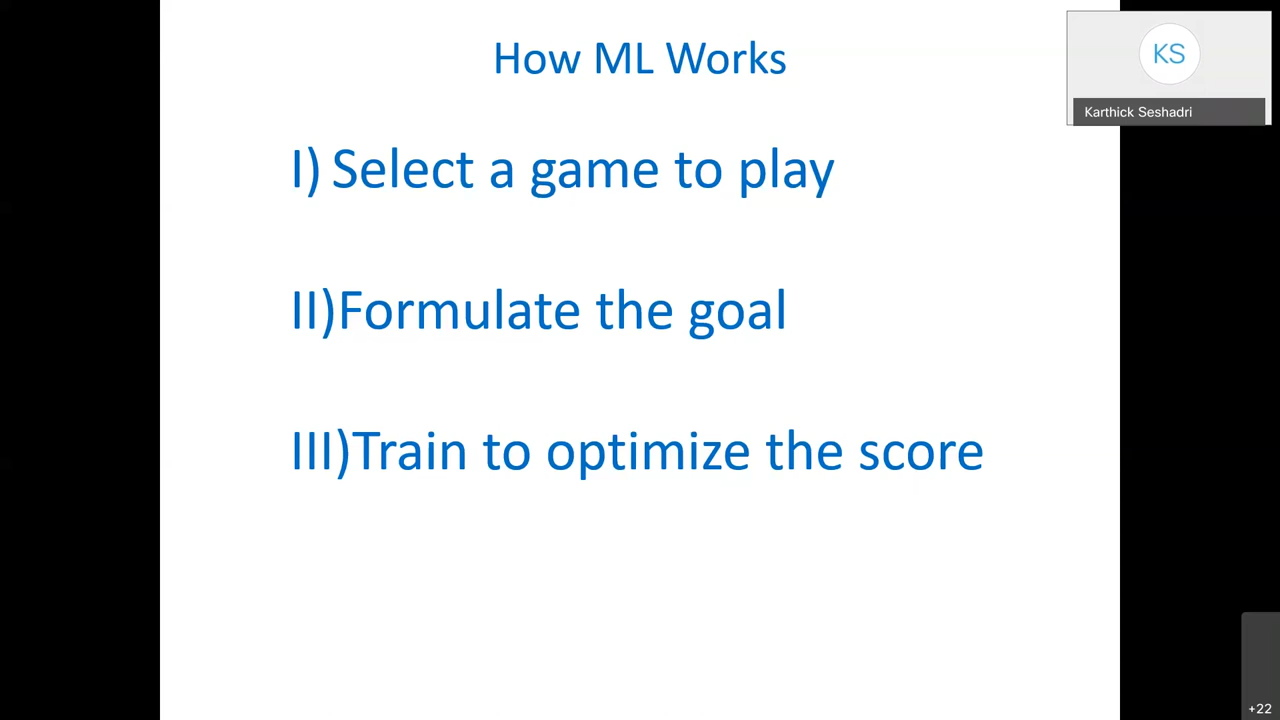 How ML Works
KS
Karthick Seshadri
I) Select a game to play
II)Formulate the goal
III)Train to optimize the score
+22